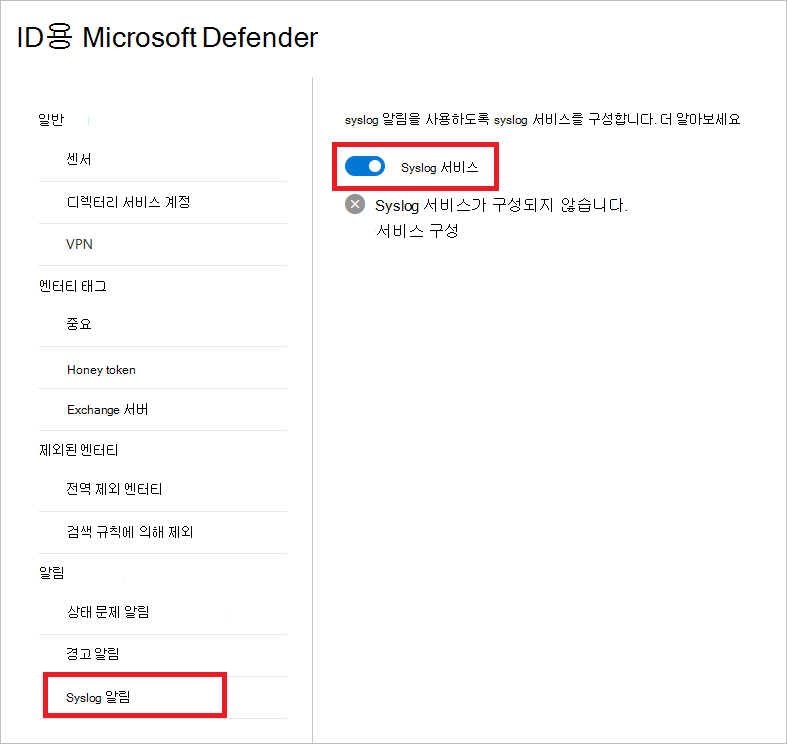 ID용 Microsoft Defender
일반
센서
디렉터리 서비스 계정
VPN
엔터티 태그
중요
Honey token
Exchange 서버
제외된 엔터티
전역 제외 엔터티
검색 규칙에 의해 제외
알림
상태 문제 알림
경고 알림
Syslog 알림
syslog 알림을 사용하도록 syslog 서비스를 구성합니다. 더 알아보세요
Syslog 서비스
Syslog 서비스가 구성되지 않습니다.
서비스 구성